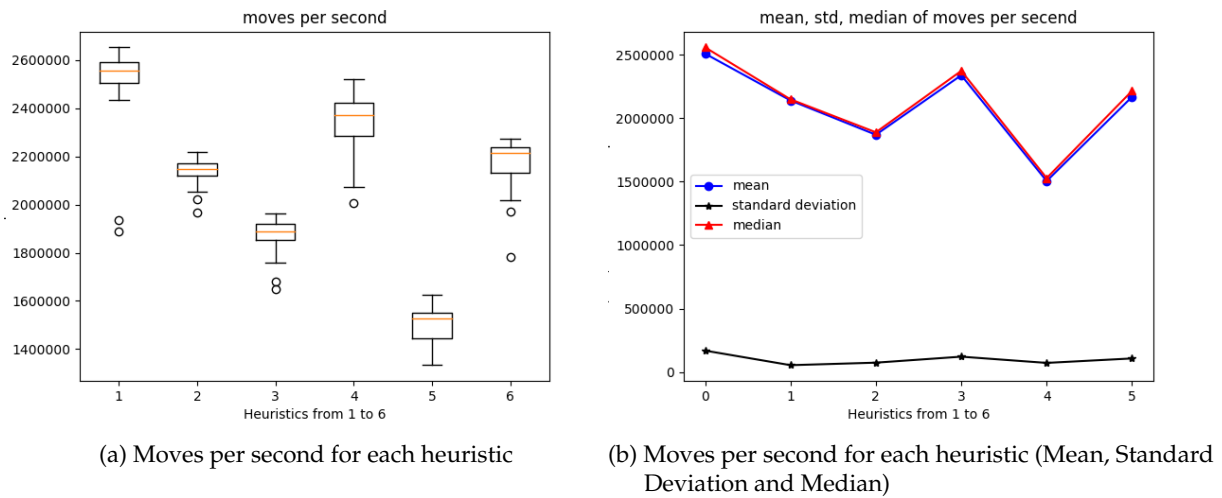 moves per second
2600000
2400000
2200000
2000000
1800000
1600000
1400000
1 2 3 4 5 6
Heuristics from 1 to 6
(a) Moves per second for each heuristic
mean, std, median of moves per secend
2500000
2000000
1500000
1000000
500000
0
mean
standard deviation
median
0 1 2 3 4 5
Heuristics from 1 to 6
(b) Moves per second for each heuristic (Mean, Standard
Deviation and Median)